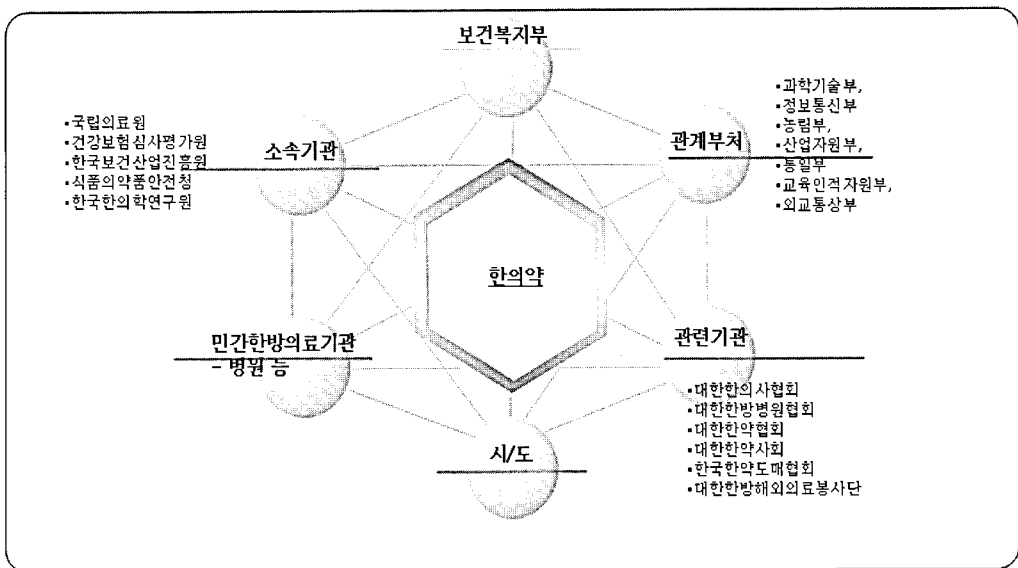 보건복지부
▪국립의료원
▪건강보험심사평가원
▪한국보건산업진흥원
▪식품의약품안전청
▪한국한의학연구원
소속기관
관계부처
▪과학기술부,
▪정보통신부
▪농림부,
▪산업자원부,
▪통일부
▪교육인적자원부,
▪외교통상부
한의약
민간한방의료기관
- 병원 등
관련기관
▪대한한의사협회
▪대한한방병원협회
▪대한한약협회
▪대한한약사회
▪한국한약도매협회
▪대한한방해외의료봉사단
시/도